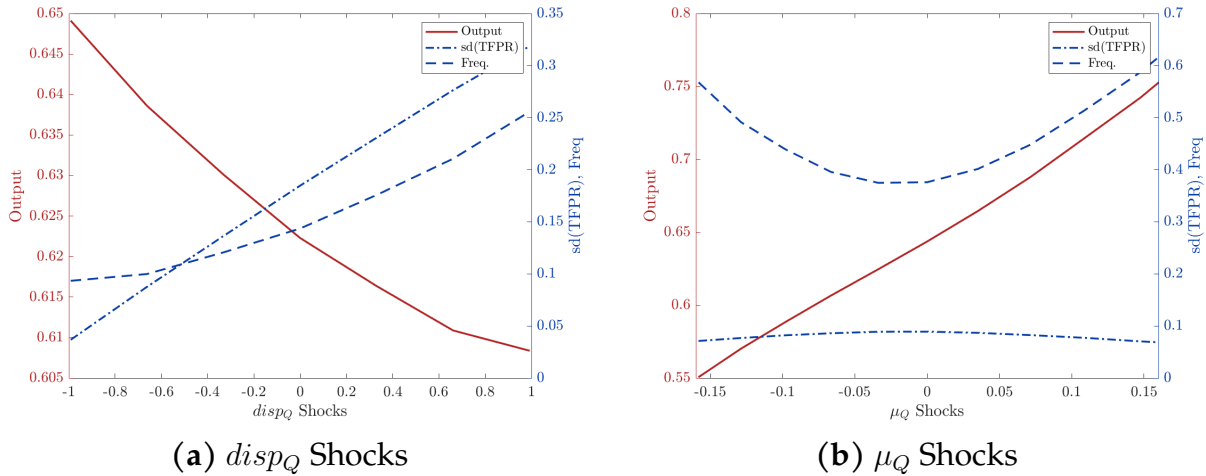 0.65
0.645
0.64
0.635
0.63
0.625
0.62
0.615
0.61
0.605
Output
Output
sd(TFPR)
Freq.
0.35
0.3
0.25
0.2
0.15
0.1
0.05
0
sd(TFPR), Freq
-1 -0.8 -0.6 -0.4 -0.2 0 0.2 0.4 0.6 0.8 1
disp_Q Shocks
(a) disp_Q Shocks
0.8
0.75
0.7
0.65
0.6
0.55
Output
Output
sd(TFPR)
Freq.
0.7
0.6
0.5
0.4
0.3
0.2
0.1
0
sd(TFPR), Freq
-0.15 -0.1 -0.05 0 0.05 0.1 0.15
μ_Q Shocks
(b) μ_Q Shocks